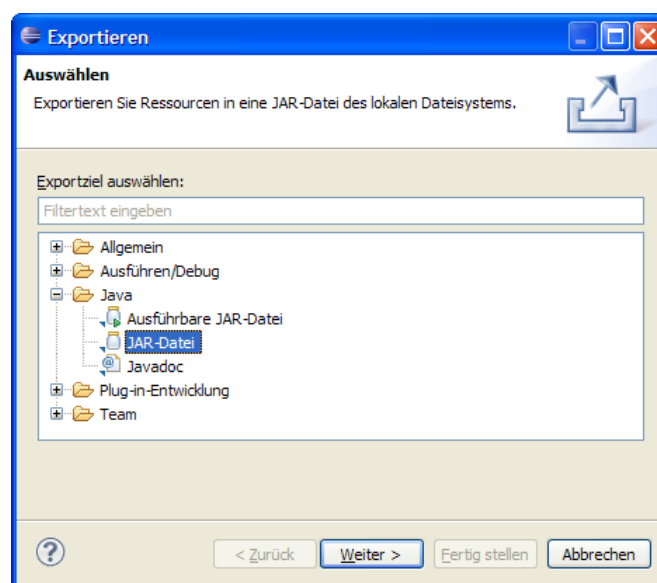 Exportieren
Auswählen
Exportieren Sie Ressourcen in eine JAR-Datei des lokalen Dateisystems.
Exportziel auswählen:
Filtertext eingeben
Allgemein
Ausführen/Debug
Java
Ausführbare JAR-Datei
JAR-Datei
Javadoc
Plug-in-Entwicklung
Team
< Zurück Weiter > Fertig stellen Abbrechen